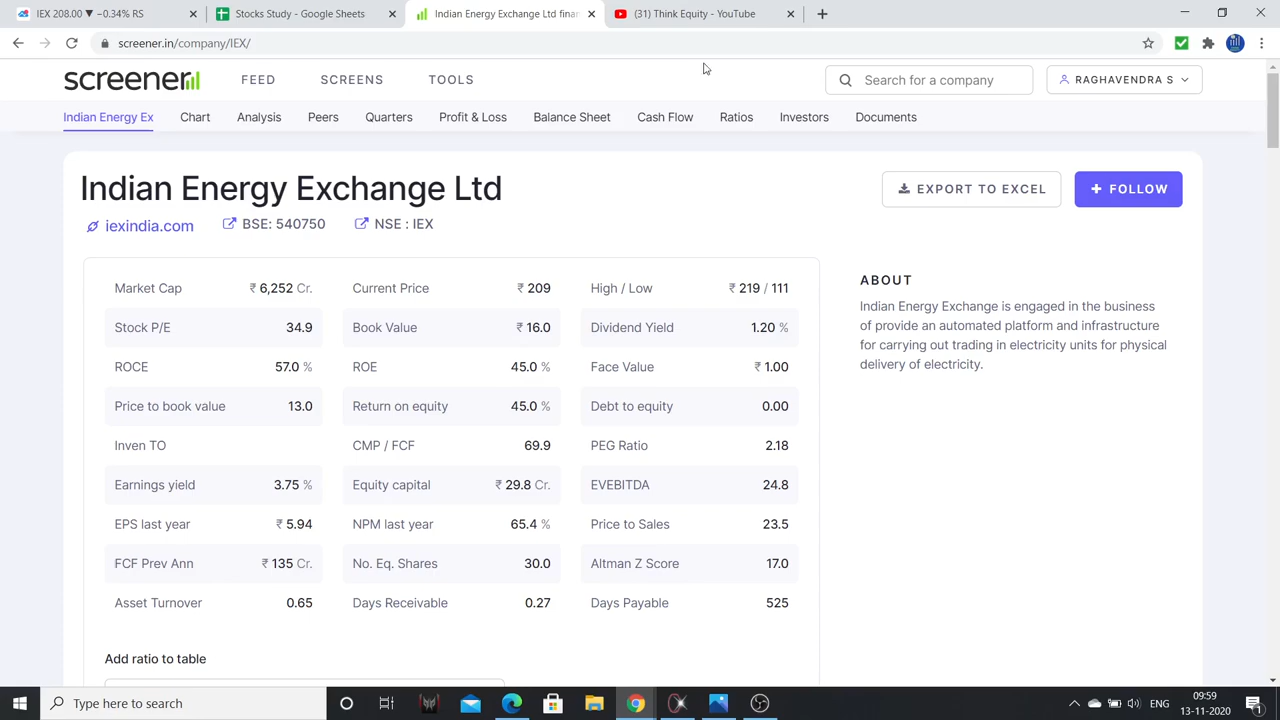 IEX 208.00 ▼ −0.34% RS
Stocks Study - Google Sheets
Indian Energy Exchange Ltd finan
(31) Think Equity - YouTube
screener.in/company/IEX/
screener
FEED
SCREENS
TOOLS
Search for a company
RAGHAVENDRA S
Indian Energy Ex
Chart
Analysis
Peers
Quarters
Profit & Loss
Balance Sheet
Cash Flow
Ratios
Investors
Documents
Indian Energy Exchange Ltd
EXPORT TO EXCEL
+ FOLLOW
iexindia.com
BSE: 540750
NSE : IEX
Market Cap ₹ 6,252 Cr.
Current Price ₹ 209
High / Low ₹ 219 / 111
Stock P/E 34.9
Book Value ₹ 16.0
Dividend Yield 1.20 %
ROCE 57.0 %
ROE 45.0 %
Face Value ₹ 1.00
Price to book value 13.0
Return on equity 45.0 %
Debt to equity 0.00
Inven TO
CMP / FCF 69.9
PEG Ratio 2.18
Earnings yield 3.75 %
Equity capital ₹ 29.8 Cr.
EVEBITDA 24.8
EPS last year ₹ 5.94
NPM last year 65.4 %
Price to Sales 23.5
FCF Prev Ann ₹ 135 Cr.
No. Eq. Shares 30.0
Altman Z Score 17.0
Asset Turnover 0.65
Days Receivable 0.27
Days Payable 525
Add ratio to table
ABOUT
Indian Energy Exchange is engaged in the business
of provide an automated platform and infrastructure
for carrying out trading in electricity units for physical
delivery of electricity.
Type here to search
ENG
09:59
13-11-2020